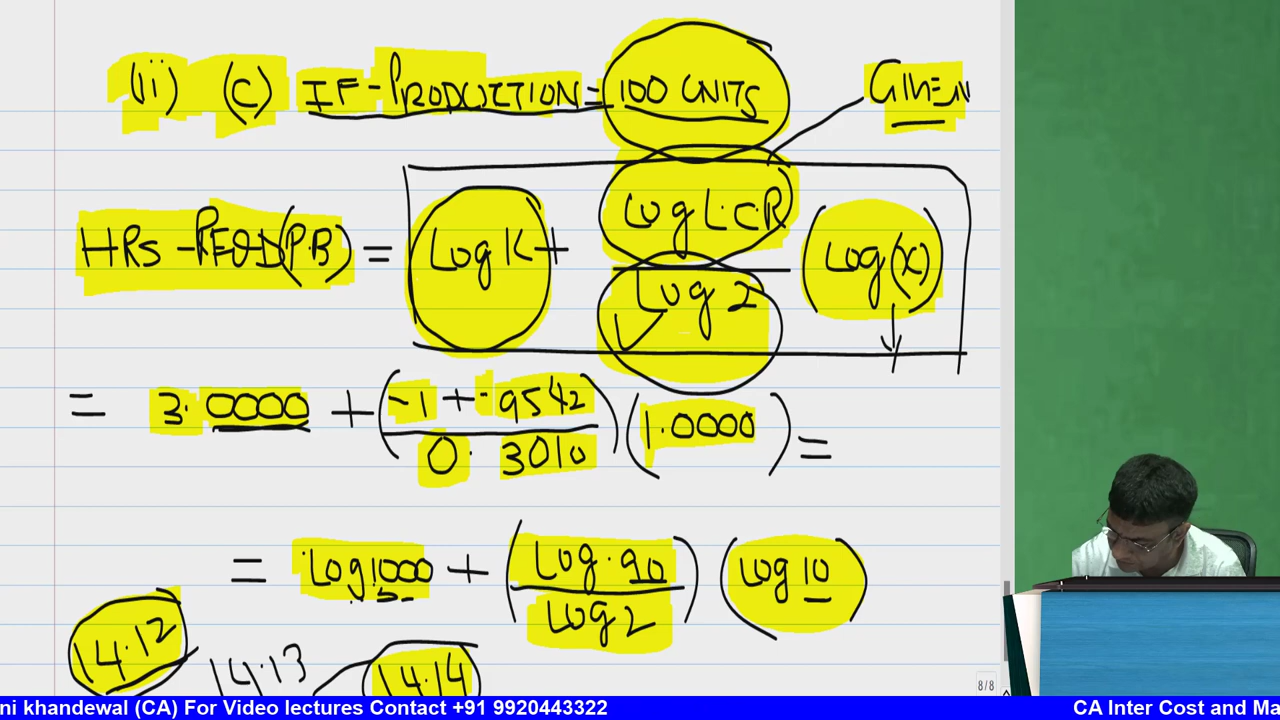 (ii) (C) IF-PRODUCTION = 100 UNITS GIVEN
HRS-REQD(P.B) = Log K + Log L.C.R / Log 2 (Log(x))
= 3.0000 + (-1 + .9542 / 0.3010) (1.0000) =
= Log 1000 + (Log .90 / Log 2) (Log 10)
14.12 14.13 14.14
8/8
ni khandewal (CA) For Video lectures Contact +91 9920443322 CA Inter Cost and Ma